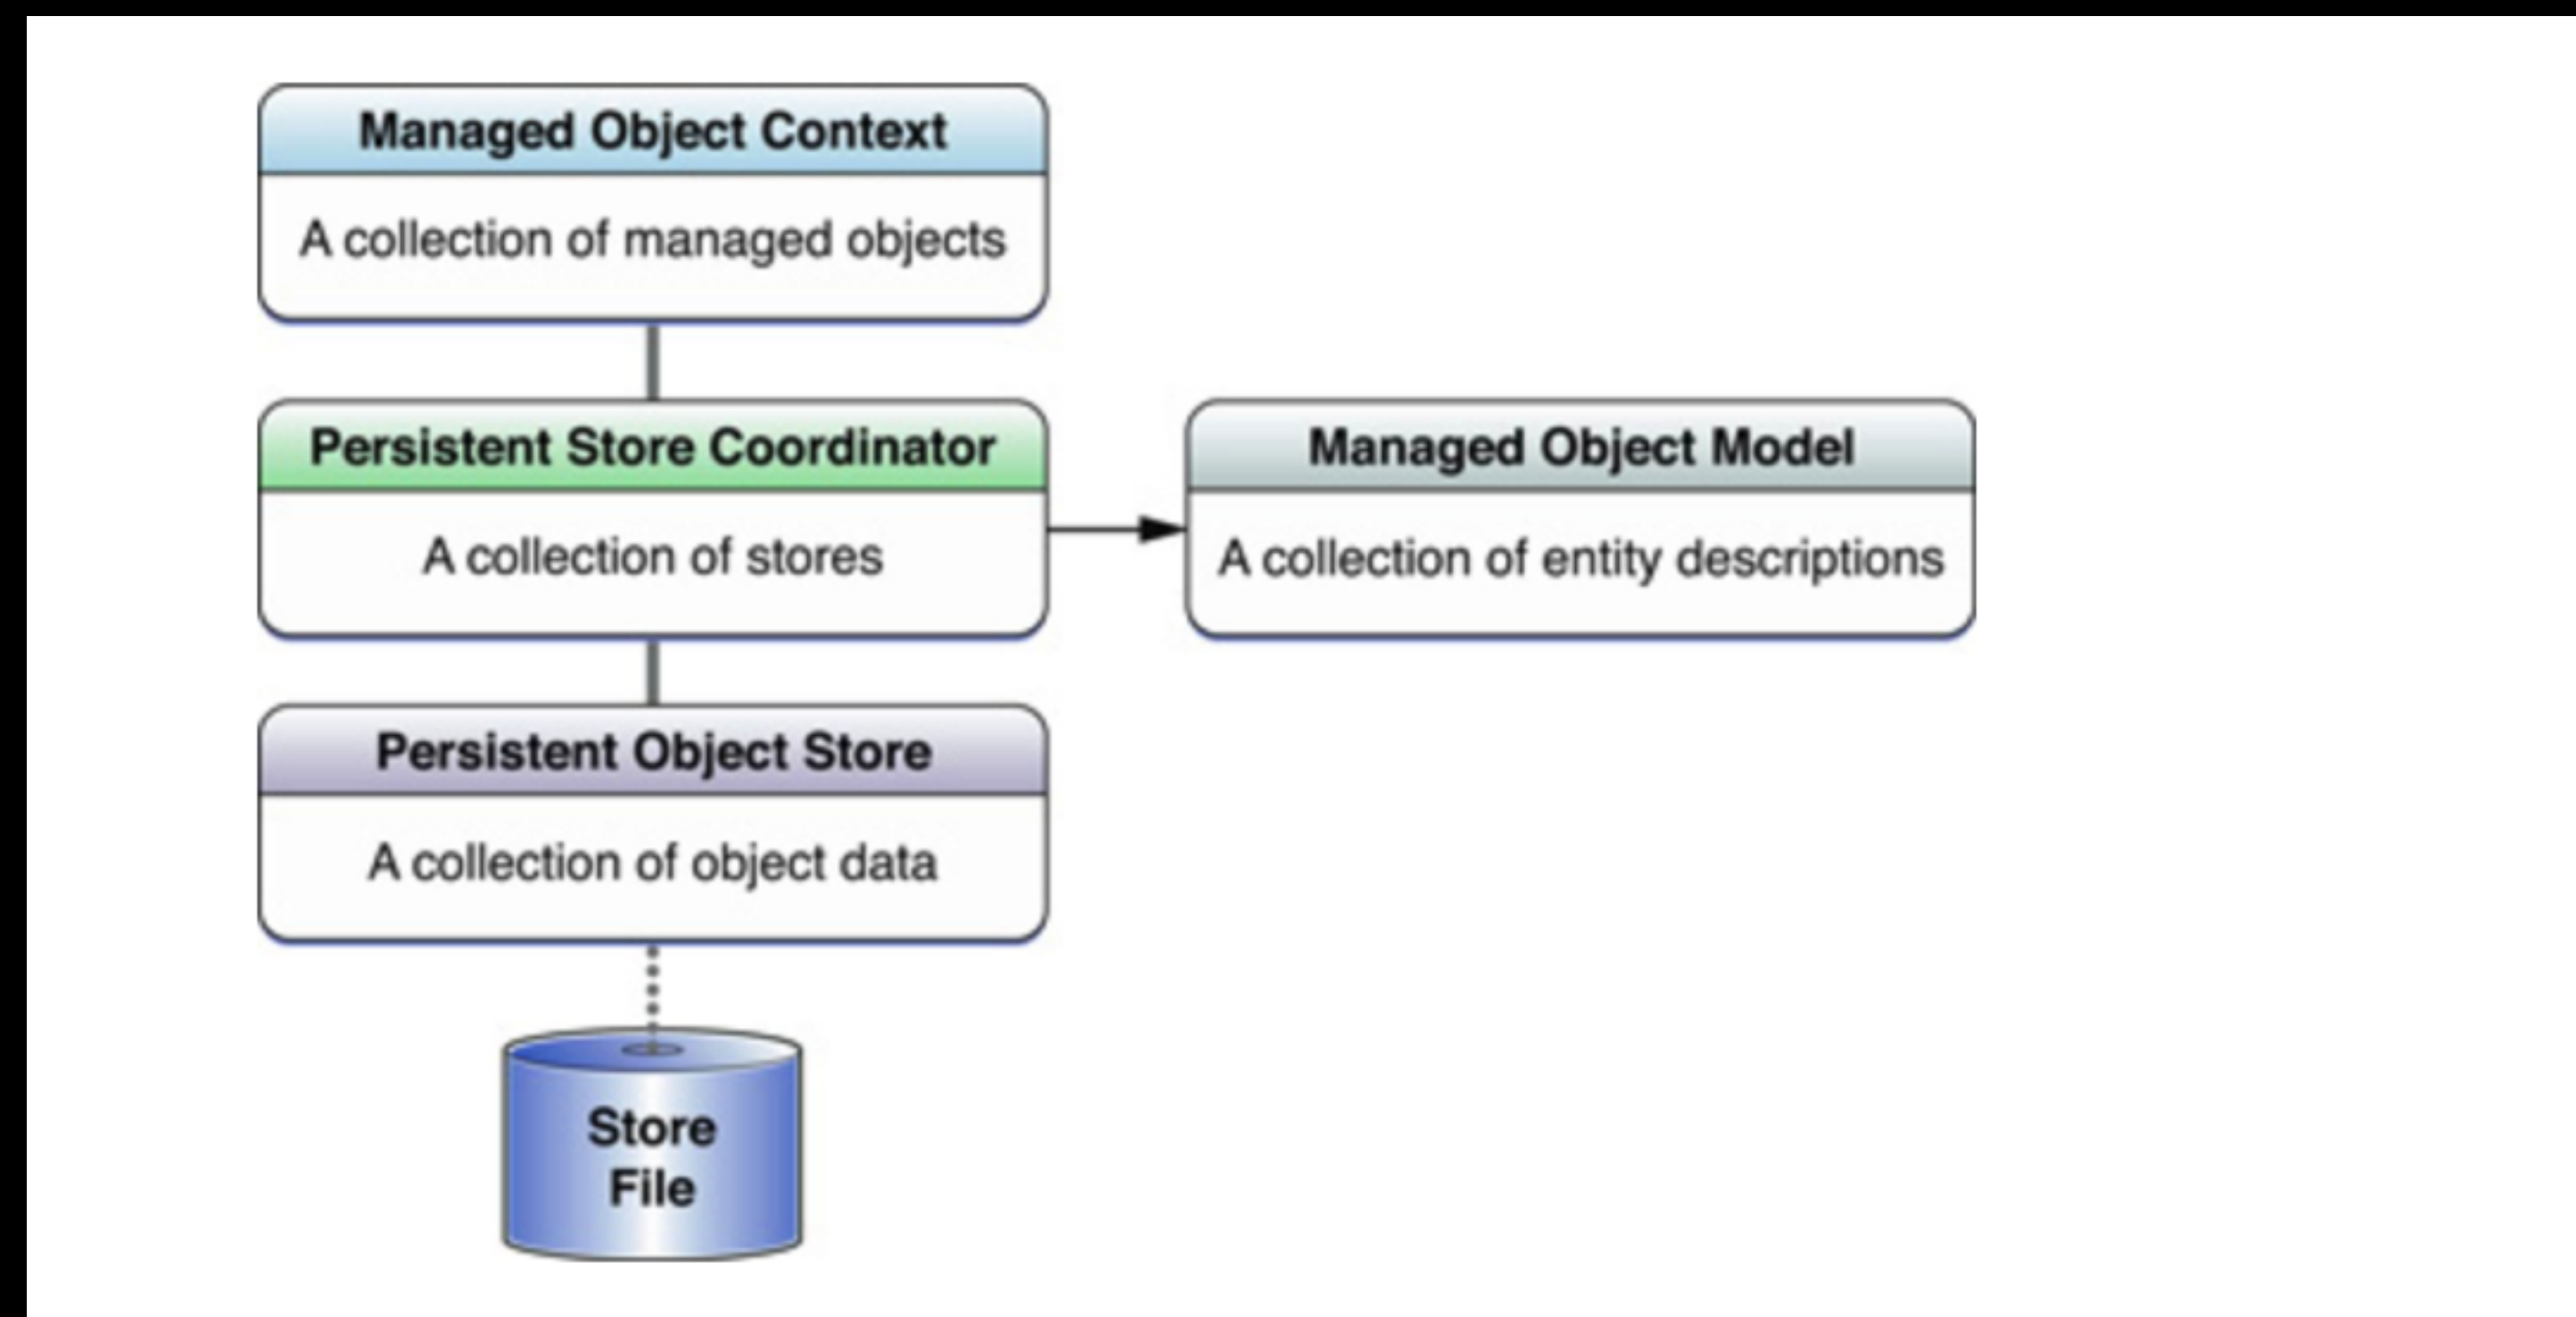 Managed Object Context
A collection of managed objects
Persistent Store Coordinator
A collection of stores
Managed Object Model
A collection of entity descriptions
Persistent Object Store
A collection of object data
Store
File